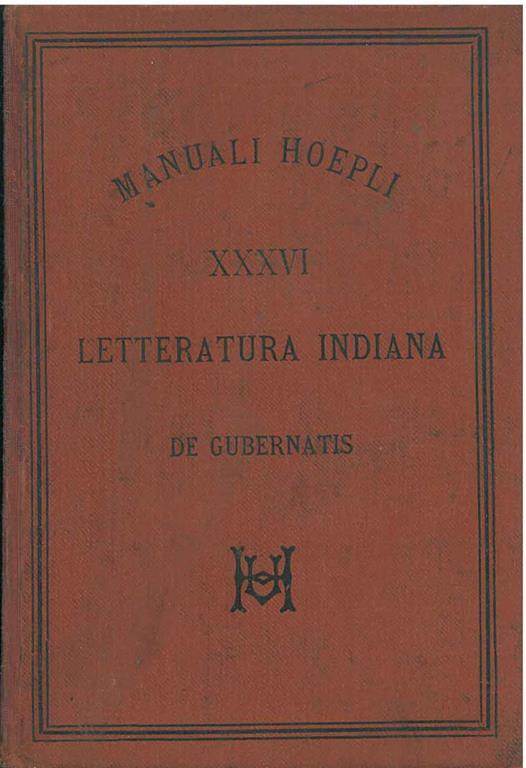 MANUALI HOEPLI
XXXVI
LETTERATURA INDIANA
DE GUBERNATIS